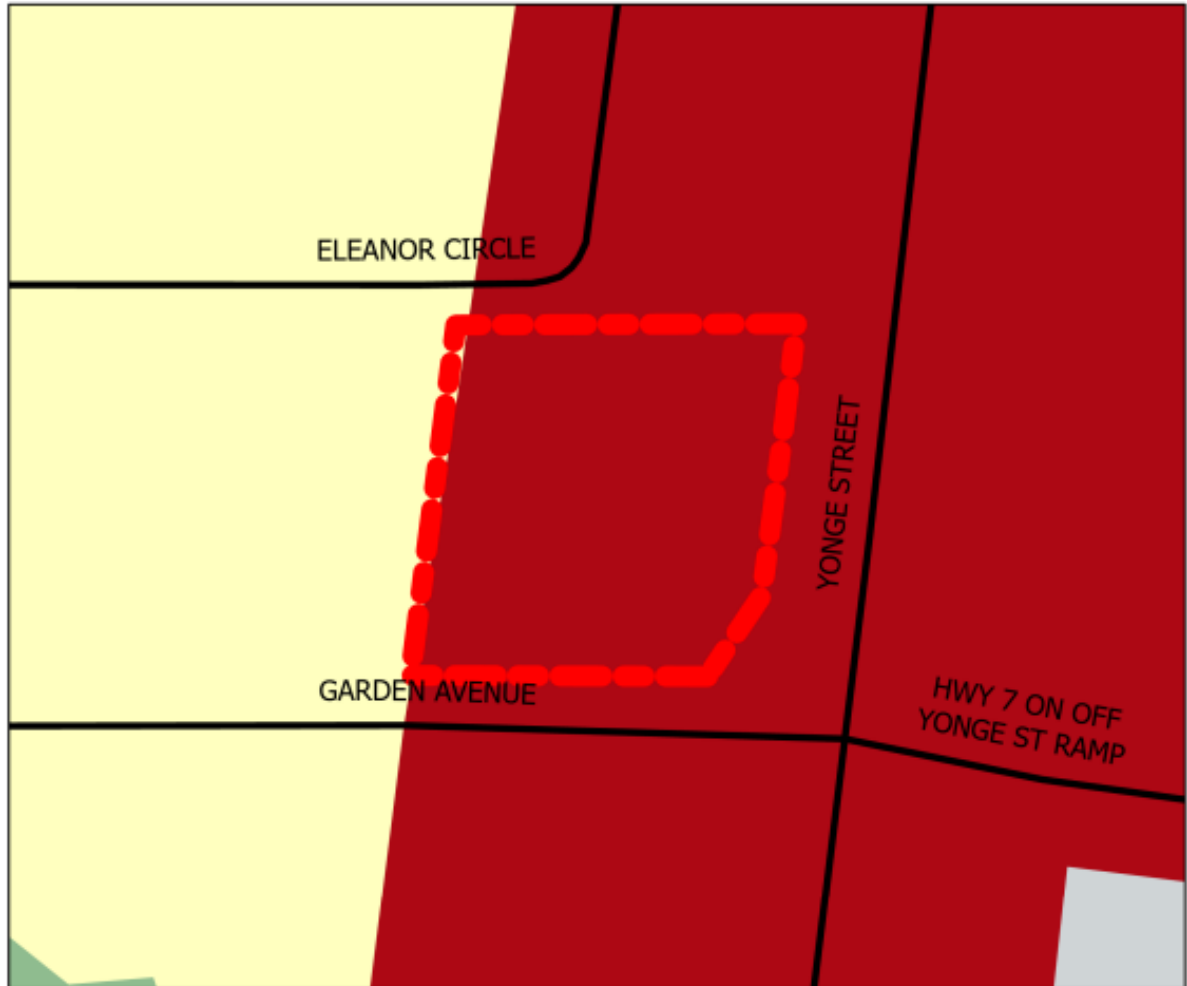 ELEANOR CIRCLE
YONGE STREET
GARDEN AVENUE
HWY 7 ON OFF
YONGE ST RAMP